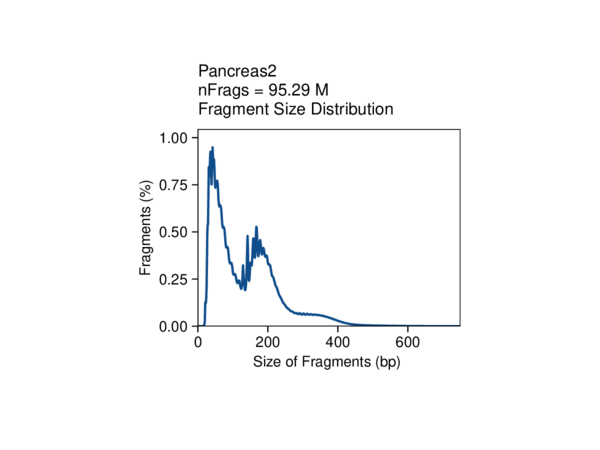 Pancreas2
nFrags = 95.29 M
Fragment Size Distribution
1.00
0.75
0.50
0.25
0.00
Fragments (%)
0 200 400 600
Size of Fragments (bp)